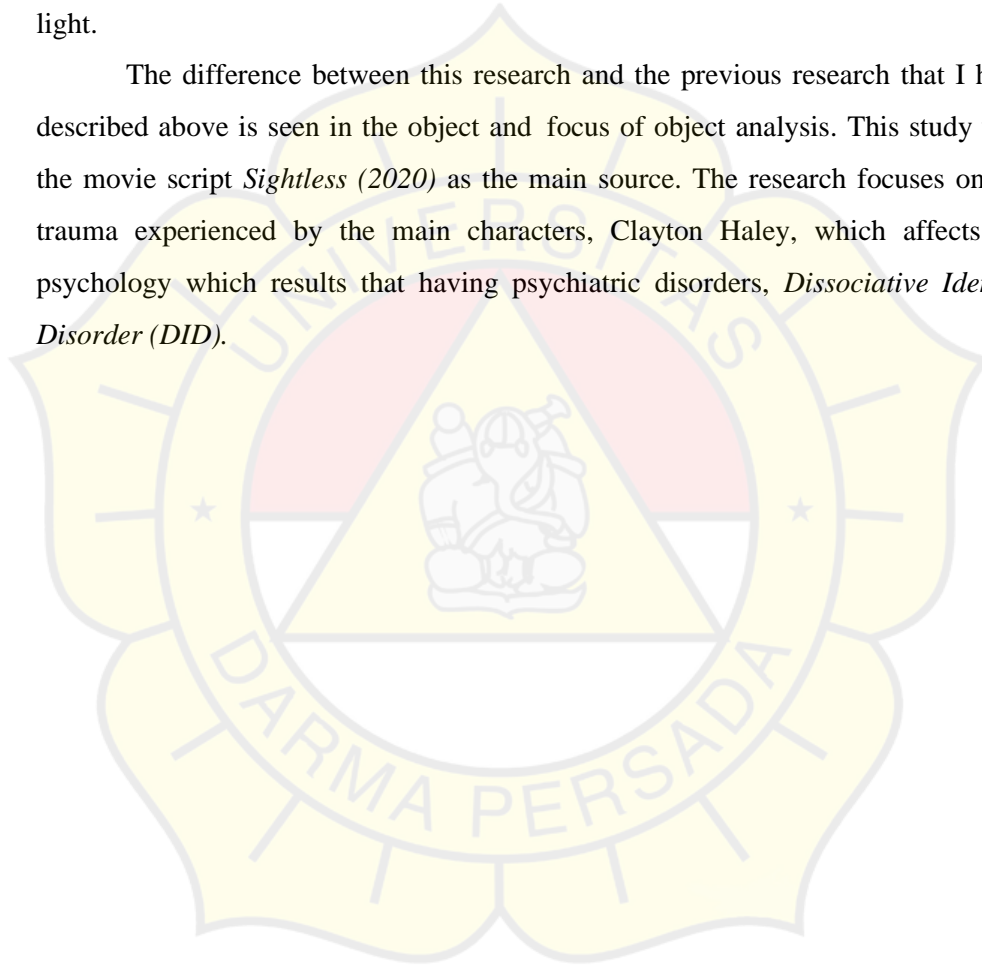 light.
The difference between this research and the previous research that I h
described above is seen in the object and focus of object analysis. This study
the movie script Sightless (2020) as the main source. The research focuses on
trauma experienced by the main characters, Clayton Haley, which affects
psychology which results that having psychiatric disorders, Dissociative Iden
Disorder (DID).
UNIVERSITAS
DARMA PERSADA